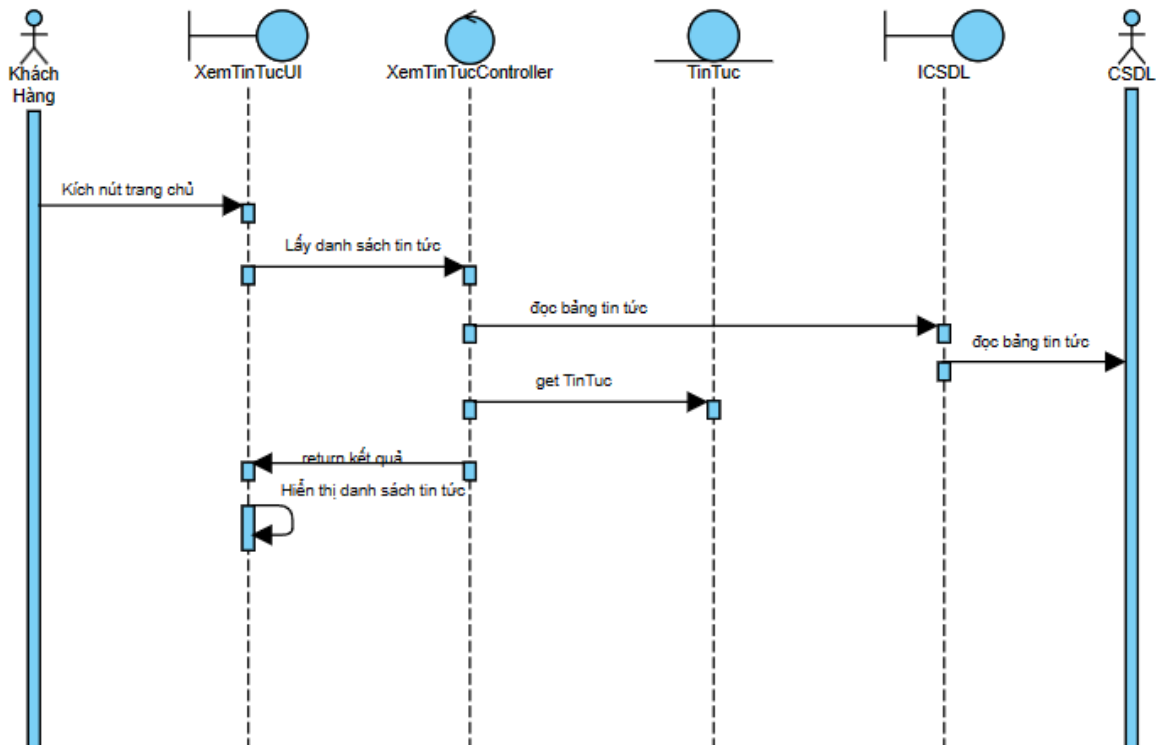 Khách
Hàng
XemTinTucUI
XemTinTucController
TinTuc
ICSDL
CSDL
Kích nút trang chủ
Lấy danh sách tin tức
đọc bảng tin tức
đọc bảng tin tức
get TinTuc
return kết quả
Hiển thị danh sách tin tức